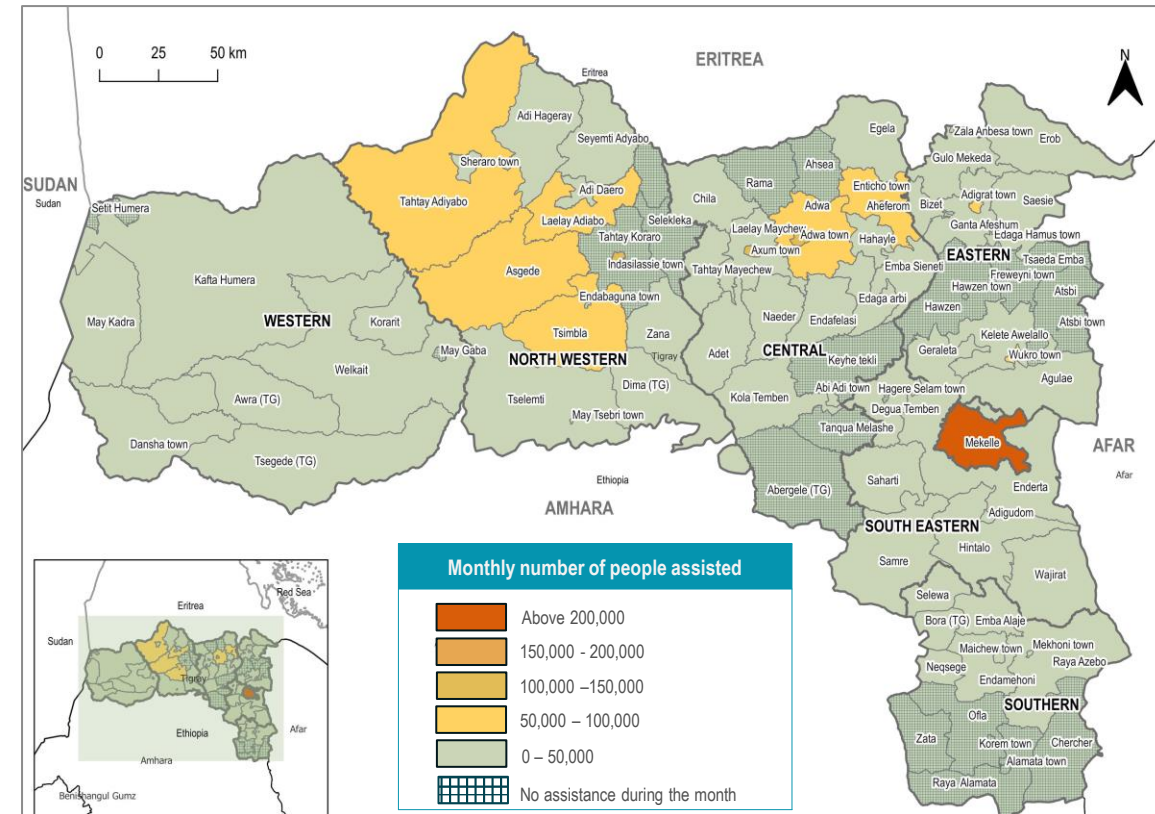 0 25 50 km
ERITREA
N
Eritrea
Adi Hageray
Egela
Seyemti Adyabo
Zala Anbesa town
Erob
Sheraro town
Ahsea
Gulo Mekeda
SUDAN
Sudan
Rama
Enticho town
Adigrat town
Setit Humera
Tahtay Adiyabo
Adi Daero
Chila
Adwa
Aheferom
Bizet
Saesie
Laelay Adiabo
Selekleka
Laelay Maychew
Adwa town
Hahayle
Ganta Afeshum
Edaga Hamus town
Tahtay Koraro
Axum town
EASTERN
Tsaeda Emba
Asgede
Indasilassie town
Tahtay Mayechew
Emba Sieneti
Freweyni town
Kafta Humera
Hawzen town
Atsbi
Endabaguna town
Edaga arbi
Hawzen
May Kadra
WESTERN
Korarit
Tsimbla
Zana
Naeder
Endafelasi
Atsbi town
Kelete Awelallo
May Gaba
NORTH WESTERN
Tigray
Adet
CENTRAL
Keyhe tekli
Geraleta
Wukro town
Welkait
Agulae
Awra (TG)
Tselemti
Dima (TG)
Kola Temben
Abi Adi town
Hagere Selam town
May Tsebri town
Degua Temben
Dansha town
Tanqua Melashe
Mekelle
AFAR
Tsegede (TG)
Afar
Ethiopia
Abergele (TG)
Saharti
Enderta
AMHARA
Adigudom
SOUTH EASTERN
Hintalo
Samre
Wajirat
Selewa
Bora (TG)
Emba Alaje
Maichew town
Mekhoni town
Neqsege
Raya Azebo
Endamehoni
SOUTHERN
Ofla
Zata
Korem town
Chercher
Alamata town
Raya Alamata
Monthly number of people assisted
Above 200,000
150,000 - 200,000
100,000 –150,000
50,000 – 100,000
0 – 50,000
No assistance during the month
Red Sea
Eritrea
Sudan
Tigray
Ethiopia
Afar
Amhara
Benishangul Gumz